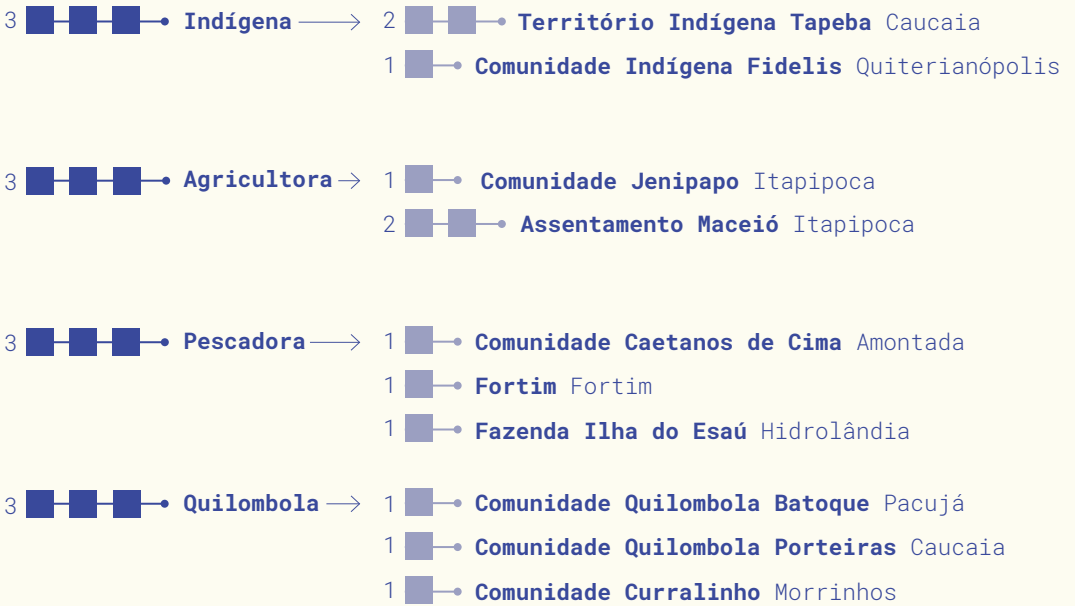 3 Indígena → 2 Território Indígena Tapeba Caucaia
1 Comunidade Indígena Fidelis Quiterianópolis
3 Agricultora → 1 Comunidade Jenipapo Itapipoca
2 Assentamento Maceió Itapipoca
3 Pescadora → 1 Comunidade Caetanos de Cima Amontada
1 Fortim Fortim
1 Fazenda Ilha do Esaú Hidrolândia
3 Quilombola → 1 Comunidade Quilombola Batoque Pacujá
1 Comunidade Quilombola Porteiras Caucaia
1 Comunidade Curralinho Morrinhos